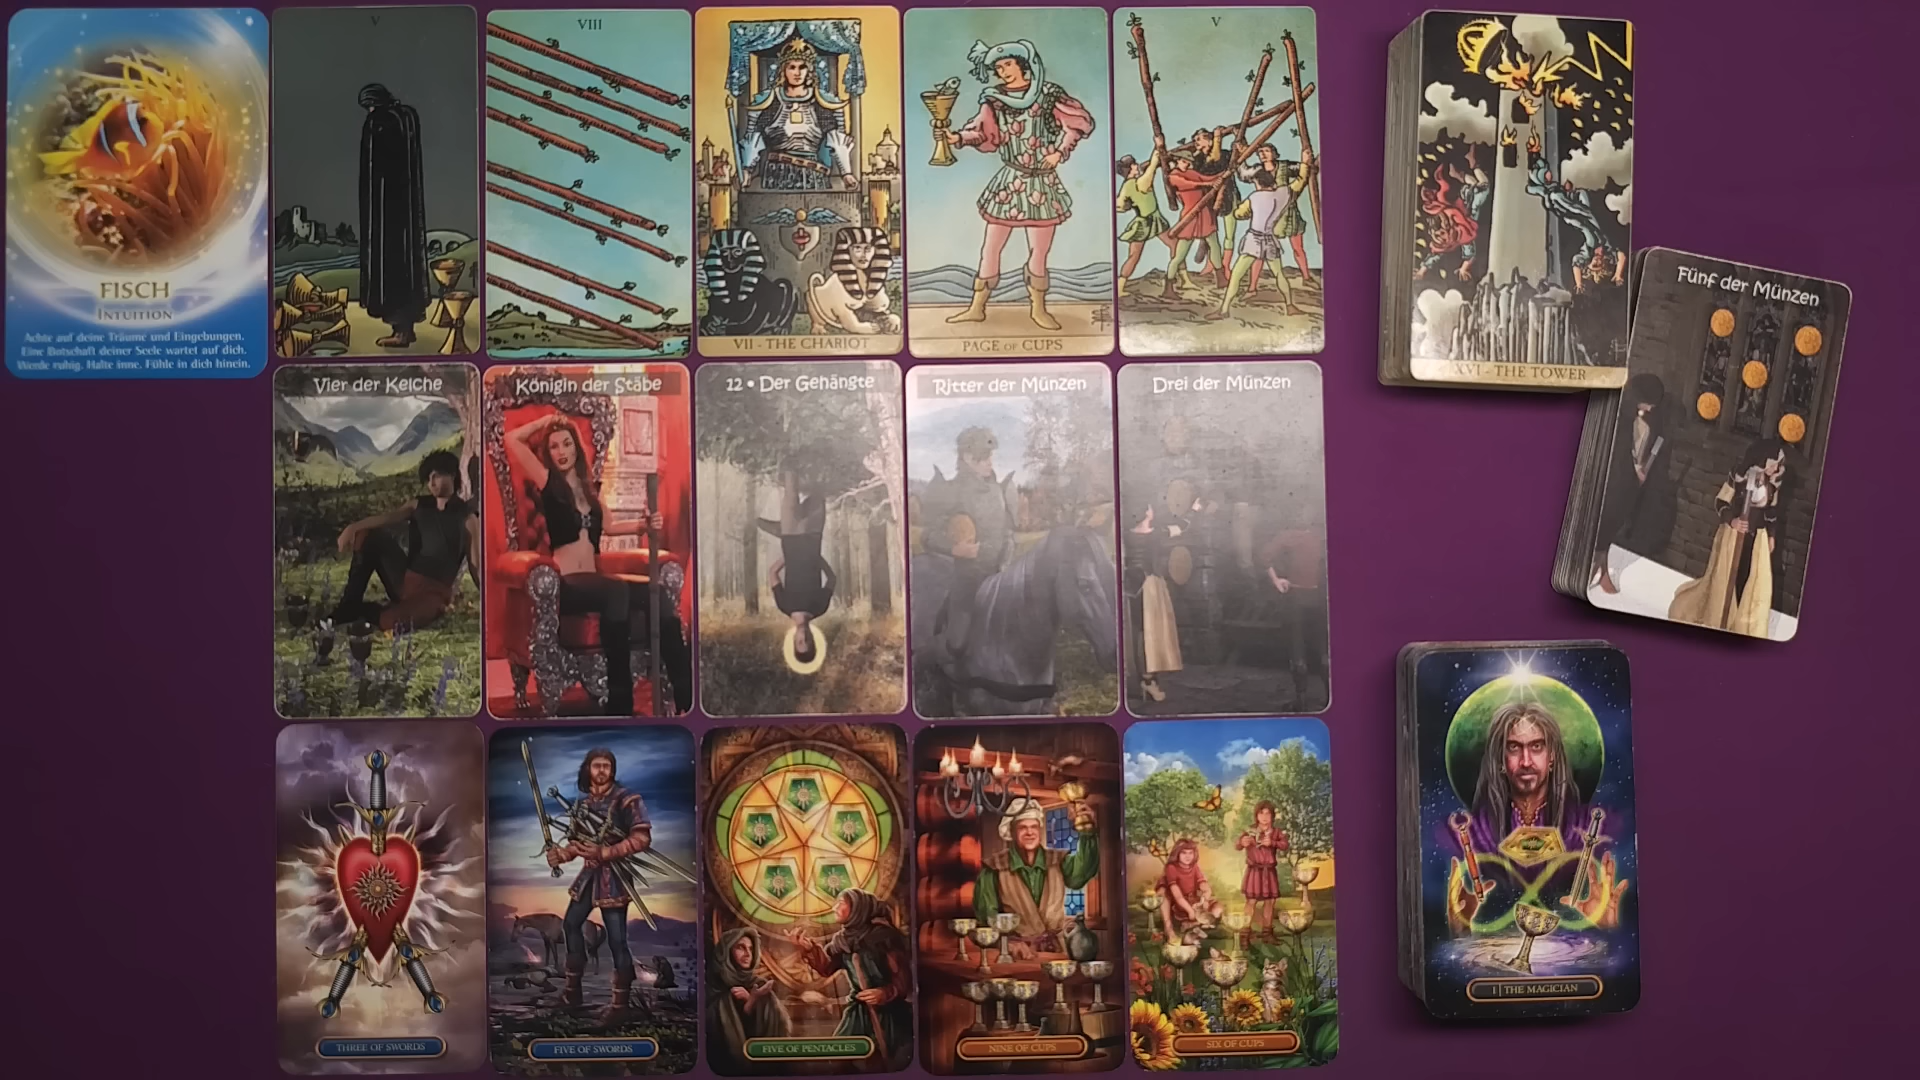 FISCH
INTUITION
Achte auf deine Träume und Eingebungen.
Eine Botschaft deiner Seele wartet auf dich.
Werde ruhig. Halte inne. Fühle in dich hinein.
V
VIII
VII - THE CHARIOT
PAGE OF CUPS
V
XVI - THE TOWER
Fünf der Münzen
Vier der Kelche
Königin der Stäbe
12 • Der Gehängte
Ritter der Münzen
Drei der Münzen
THREE OF SWORDS
FIVE OF SWORDS
FIVE OF PENTACLES
NINE OF CUPS
SIX OF CUPS
I | THE MAGICIAN